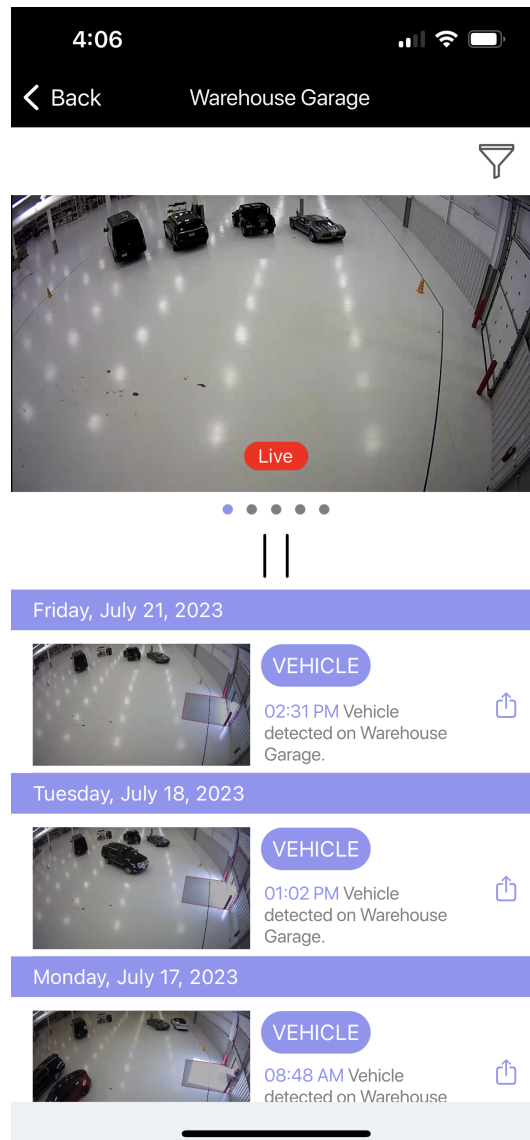 4:06
Back
Warehouse Garage
Live
Friday, July 21, 2023
VEHICLE
02:31 PM Vehicle
detected on Warehouse
Garage.
Tuesday, July 18, 2023
VEHICLE
01:02 PM Vehicle
detected on Warehouse
Garage.
Monday, July 17, 2023
VEHICLE
08:48 AM Vehicle
detected on Warehouse